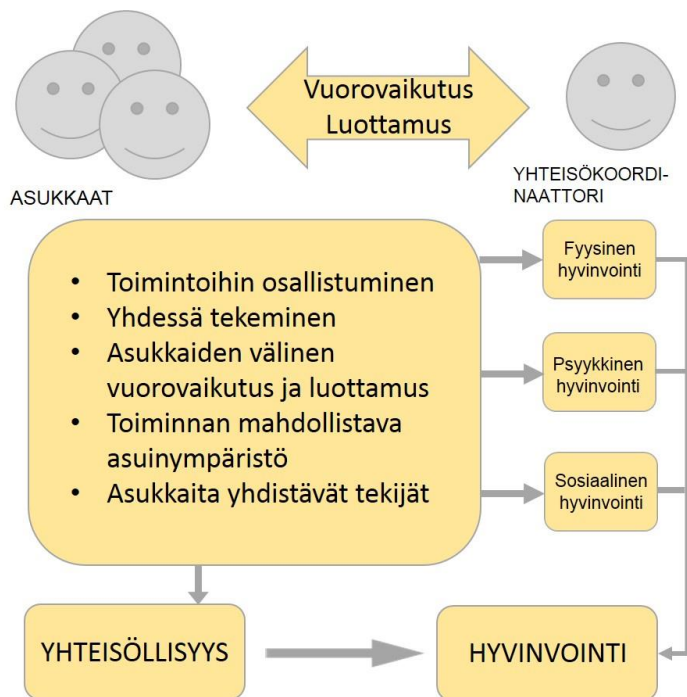 Vuorovaikutus
Luottamus
ASUKKAAT
YHTEISÖKOORDI-
NAATTORI
• Toimintoihin osallistuminen
• Yhdessä tekeminen
• Asukkaiden välinen
vuorovaikutus ja luottamus
• Toiminnan mahdollistava
asuinympäristö
• Asukkaita yhdistävät tekijät
Fyysinen
hyvinvointi
Psyykkinen
hyvinvointi
Sosiaalinen
hyvinvointi
YHTEISÖLLISYYS
HYVINVOINTI